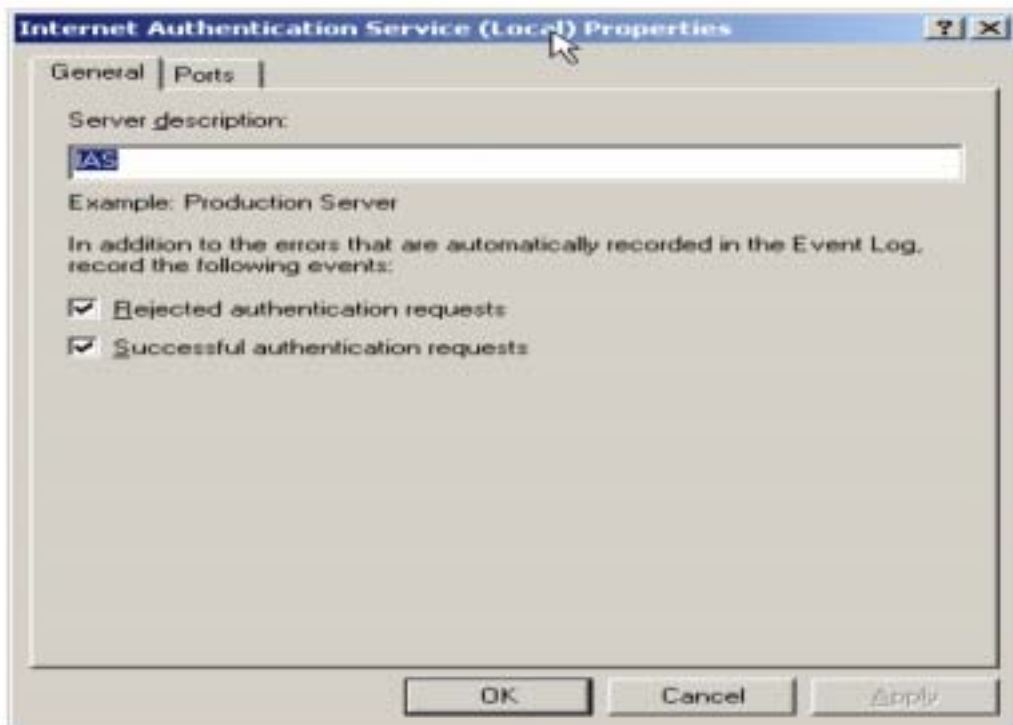 Internet Authentication Service (Local) Properties
General
Ports
Server description:
IAS
Example: Production Server
In addition to the errors that are automatically recorded in the Event Log,
record the following events:
Rejected authentication requests
Successful authentication requests
OK
Cancel
Apply